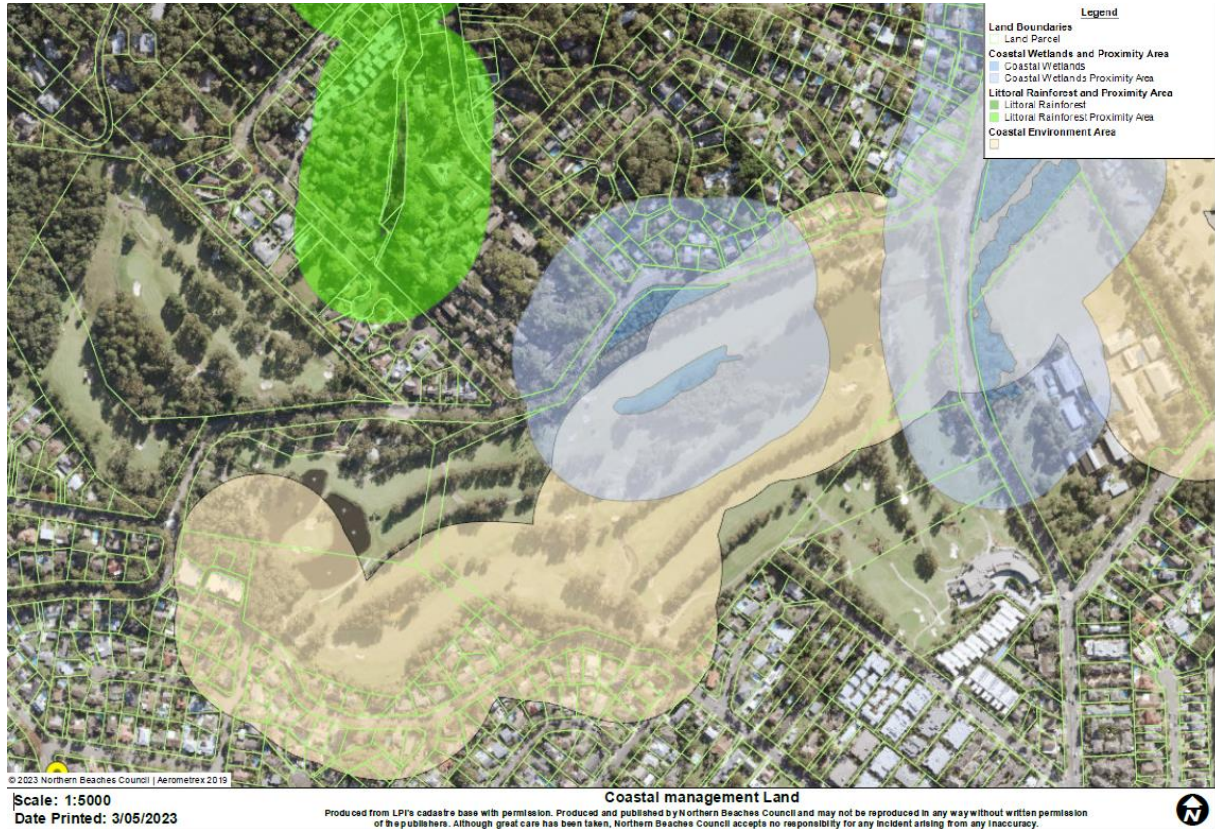 Legend
Land Boundaries
Land Parcel
Coastal Wetlands and Proximity Area
Coastal Wetlands
Coastal Wetlands Proximity Area
Littoral Rainforest and Proximity Area
Littoral Rainforest
Littoral Rainforest Proximity Area
Coastal Environment Area
© 2023 Northern Beaches Council | Aerometrex 2019
Scale: 1:5000
Date Printed: 3/05/2023
Coastal management Land
Produced from LPI's cadastre base with permission. Produced and published by Northern Beaches Council and may not be reproduced in any way without written permission
of the publishers. Although great care has been taken, Northern Beaches Council accepts no responsiblity for any incident arising from any inaccuracy.
N